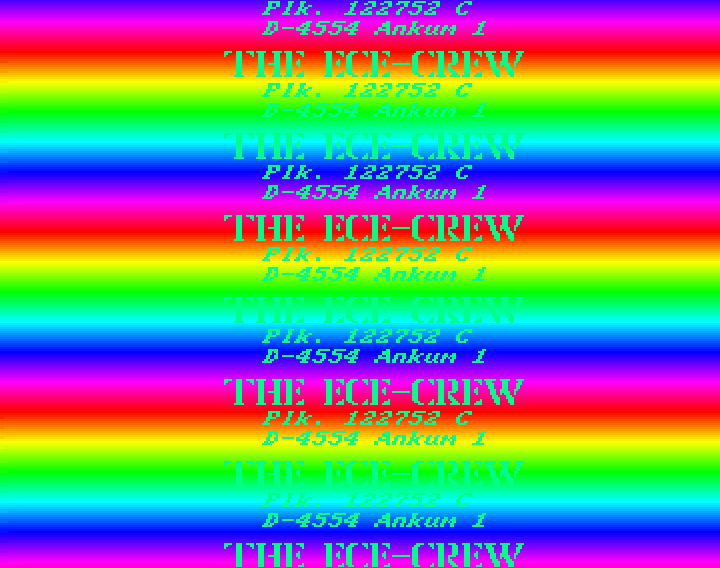 Plk. 122752 C
D-4554 Ankum 1
THE ECE-CREW
Plk. 122752 C
D-4554 Ankum 1
THE ECE-CREW
Plk. 122752 C
D-4554 Ankum 1
THE ECE-CREW
Plk. 122752 C
D-4554 Ankum 1
THE ECE-CREW
Plk. 122752 C
D-4554 Ankum 1
THE ECE-CREW
Plk. 122752 C
D-4554 Ankum 1
THE ECE-CREW
Plk. 122752 C
D-4554 Ankum 1
THE ECE-CREW